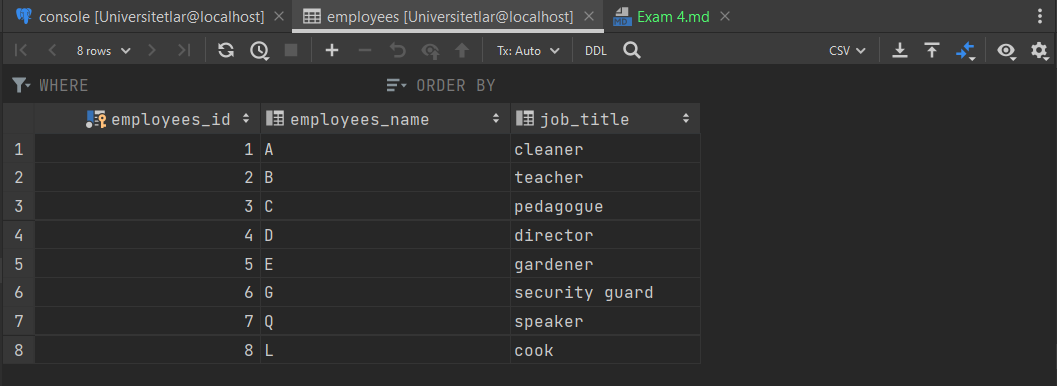 console [Universitetlar@localhost] employees [Universitetlar@localhost] Exam 4.md
8 rows Tx: Auto DDL CSV
WHERE ORDER BY
employees_id employees_name job_title
1 1 A cleaner
2 2 B teacher
3 3 C pedagogue
4 4 D director
5 5 E gardener
6 6 G security guard
7 7 Q speaker
8 8 L cook